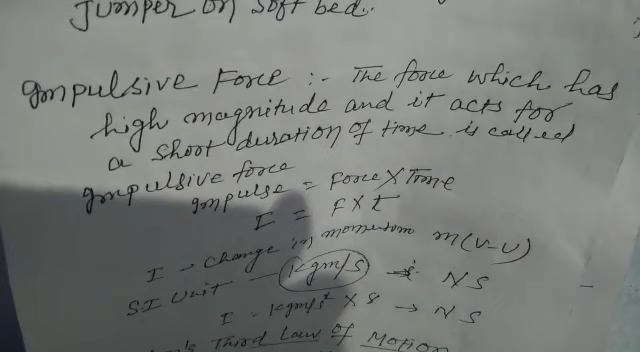 Jumper on soft bed.
Impulsive Force :- The force which has
high magnitude and it acts for
a short duration of time is called
Impulsive force
Impulse = Force X Time
I = F X t
I → change in momentum m(v-u)
SI Unit - kgm/s → NS
I = kgm/s² X s → NS
's Third Law of Motion